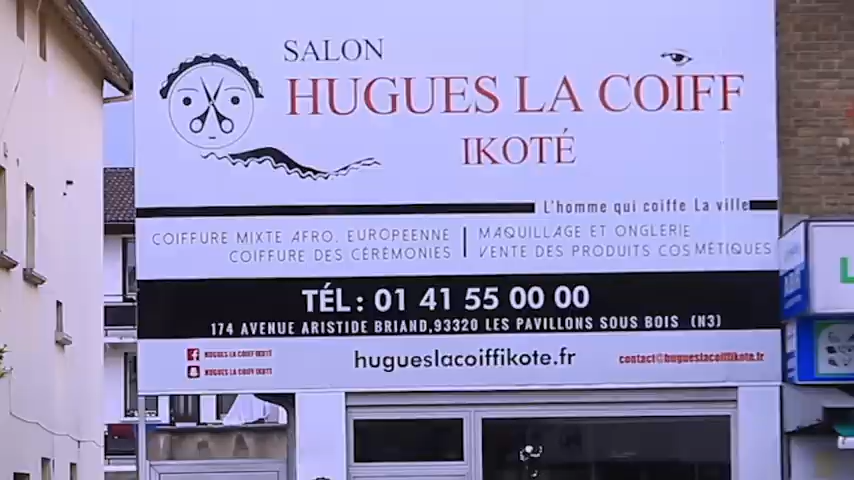 SALON
HUGUES LA COIFF
IKOTÉ
L'homme qui coiffe La ville
COIFFURE MIXTE AFRO, EUROPEENNE
COIFFURE DES CÉRÉMONIES
MAQUILLAGE ET ONGLERIE
VENTE DES PRODUITS COSMÉTIQUES
TÉL: 01 41 55 00 00
174 AVENUE ARISTIDE BRIAND,93320 LES PAVILLONS SOUS BOIS (N3)
HUGUES LA COIFF IKOTÉ
HUGUES LA COIFF IKOTÉ
hugueslacoiffikote.fr
contact@hugueslacoiffikote.fr